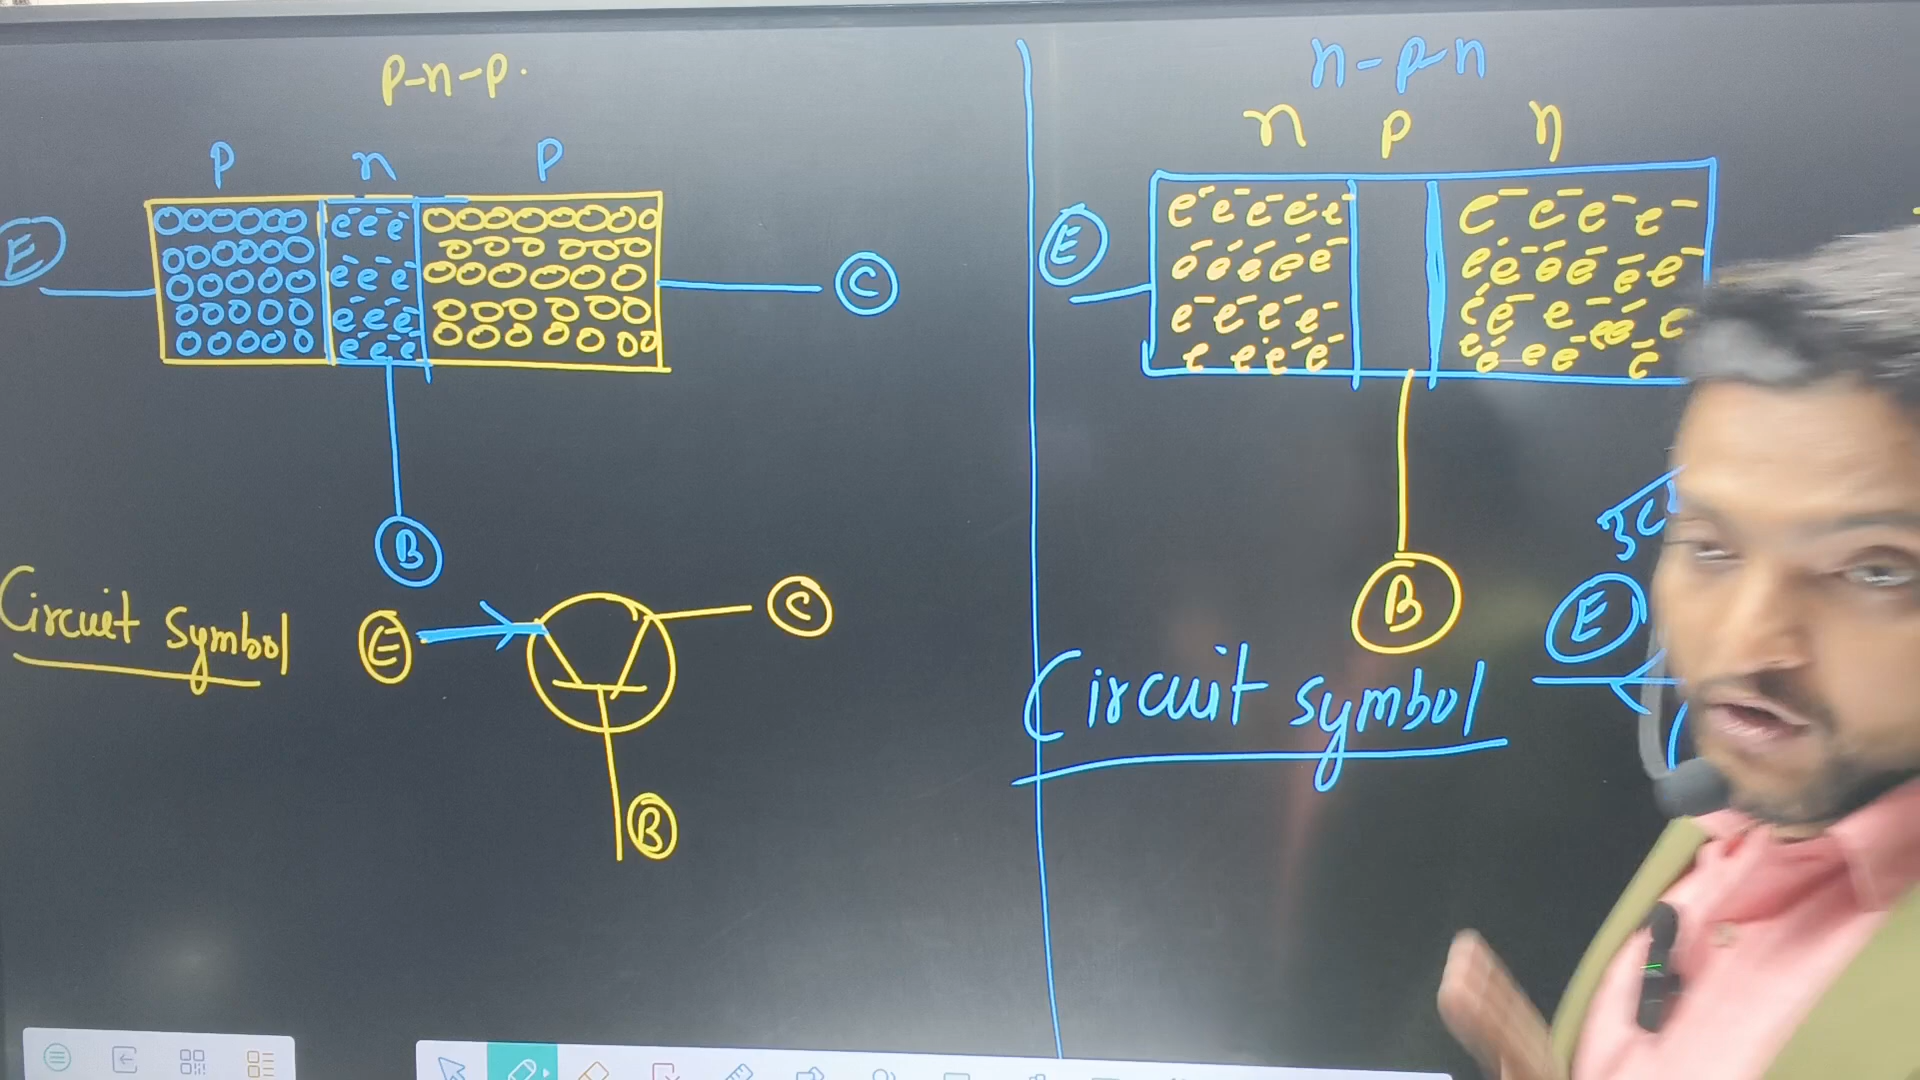 p-n-p.
p n p
E
e⁻ e⁻ e⁻
e⁻ e⁻ e⁻
e⁻ e⁻ e⁻
e⁻ e⁻ e⁻
C
B
Circuit Symbol
E
C
B
n-p-n
n p n
E
e⁻ e⁻ e⁻ e⁻ e⁻
e⁻ e⁻ e⁻ e⁻ e⁻
e⁻ e⁻ e⁻ e⁻
e⁻ e⁻ e⁻ e⁻
e⁻ e⁻ e⁻ e⁻
e⁻ e⁻ e⁻ e⁻ e⁻ e⁻
B
Circuit symbol
E